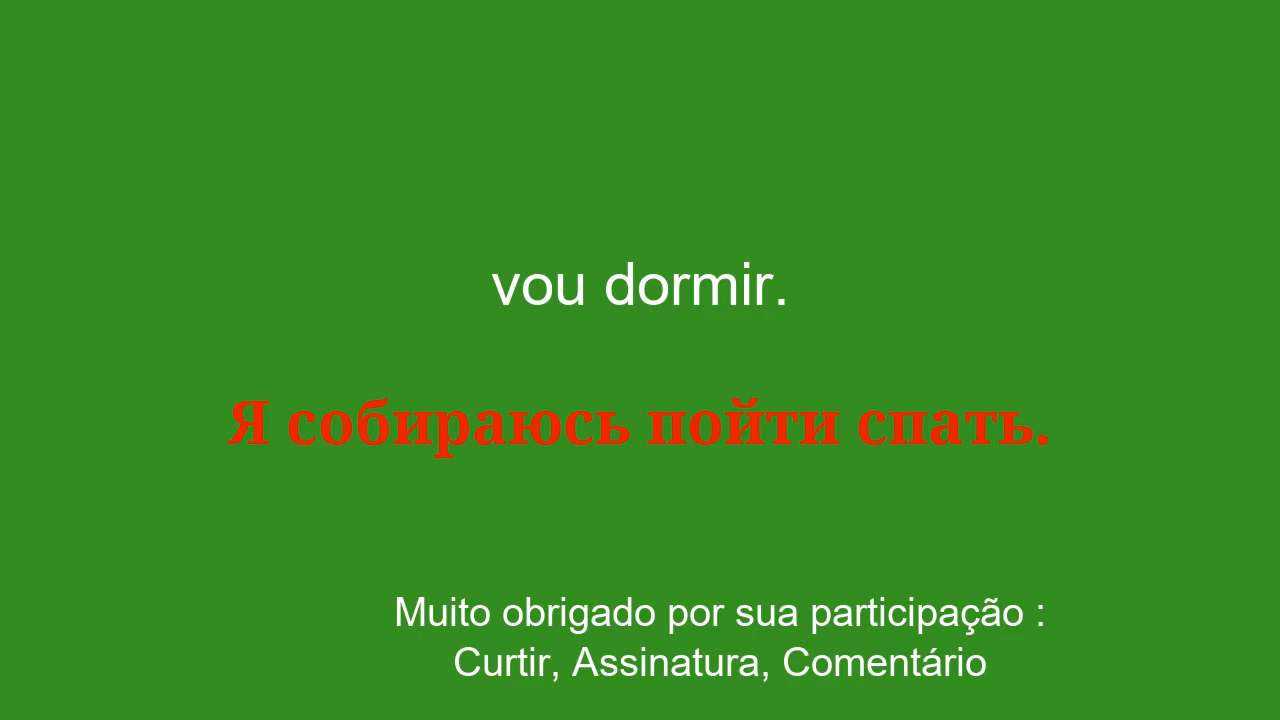 vou dormir.
Я собираюсь пойти спать.
Muito obrigado por sua participação :
Curtir, Assinatura, Comentário